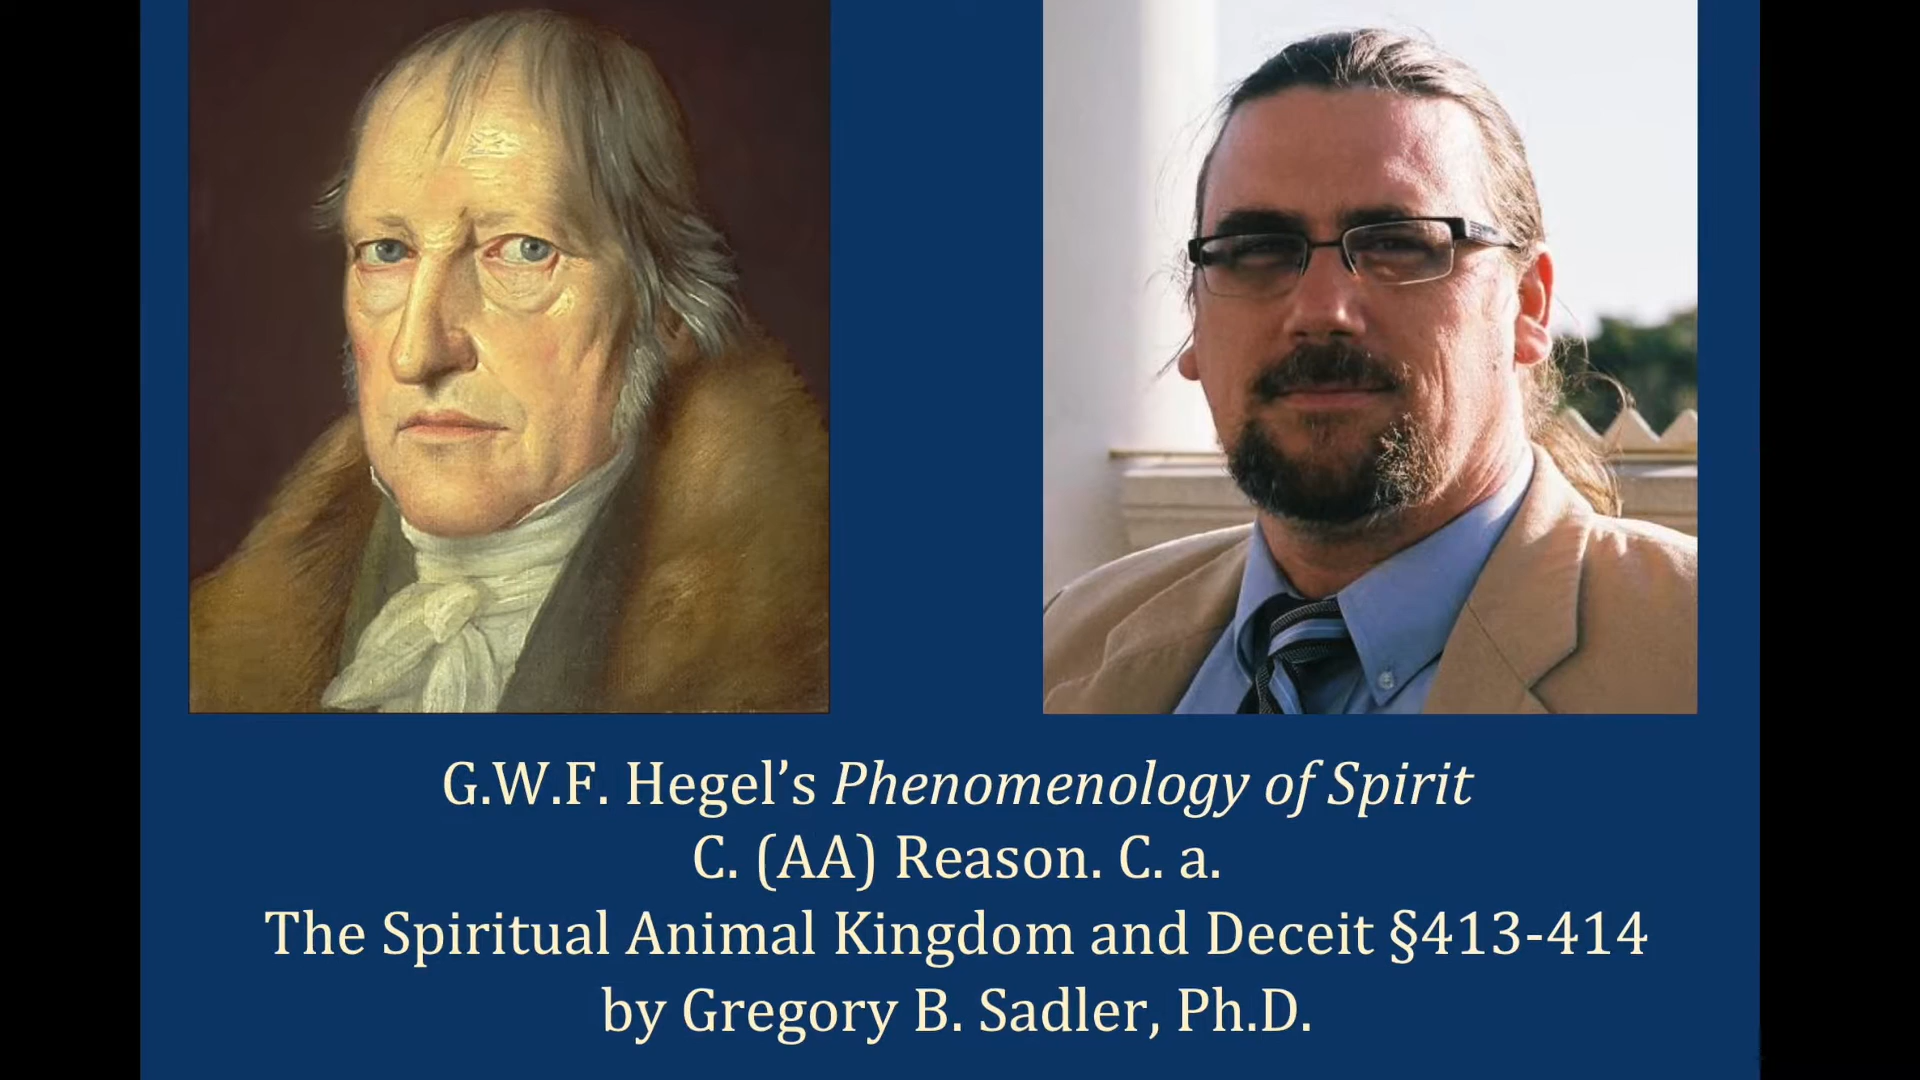 G.W.F. Hegel’s Phenomenology of Spirit
C. (AA) Reason. C. a.
The Spiritual Animal Kingdom and Deceit §413-414
by Gregory B. Sadler, Ph.D.